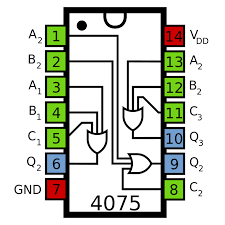 A2 1 14 VDD
B2 2 13 A2
A1 3 12 B2
B1 4 11 C3
C1 5 10 Q3
Q2 6 9 Q2
GND 7 8 C2
4075